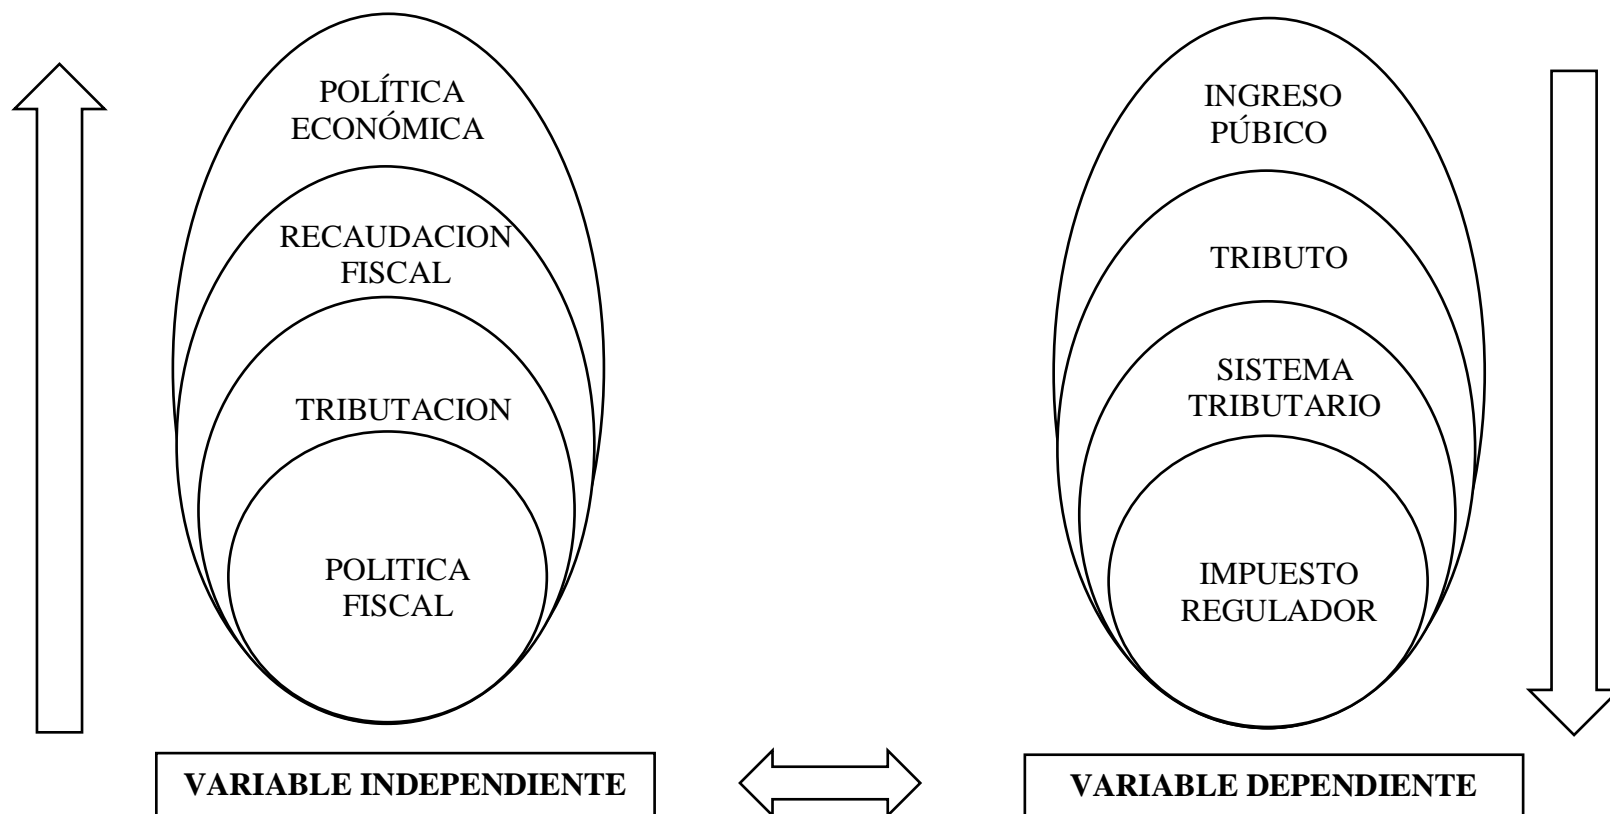 POLÍTICA
ECONÓMICA
RECAUDACION
FISCAL
TRIBUTACION
POLITICA
FISCAL
VARIABLE INDEPENDIENTE
INGRESO
PÚBICO
TRIBUTO
SISTEMA
TRIBUTARIO
IMPUESTO
REGULADOR
VARIABLE DEPENDIENTE